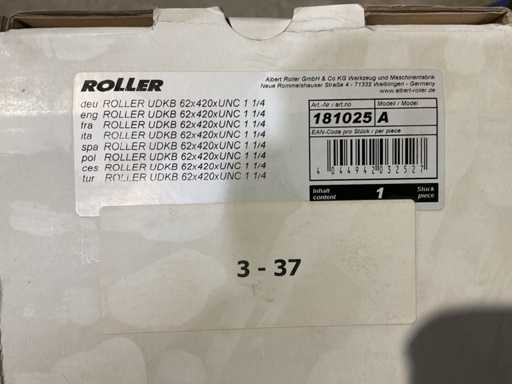 ROLLER
Albert Roller GmbH & Co KG Werkzeug und Maschinenfabrik
Neue Rommelshauser Straße 4 - 71332 Waiblingen - Germany
www.albert-roller.de
deu ROLLER UDKB 62x420xUNC 1 1/4
eng ROLLER UDKB 62x420xUNC 1 1/4
fra ROLLER UDKB 62x420xUNC 1 1/4
ita ROLLER UDKB 62x420xUNC 1 1/4
spa ROLLER UDKB 62x420xUNC 1 1/4
pol ROLLER UDKB 62x420xUNC 1 1/4
ces ROLLER UDKB 62x420xUNC 1 1/4
tur ROLLER UDKB 62x420xUNC 1 1/4
Art.-Nr / art.no Modell / Model
181025 A
EAN-Code pro Stück / per piece
4 044942 032527
Inhalt content 1 Stück piece
3 - 37